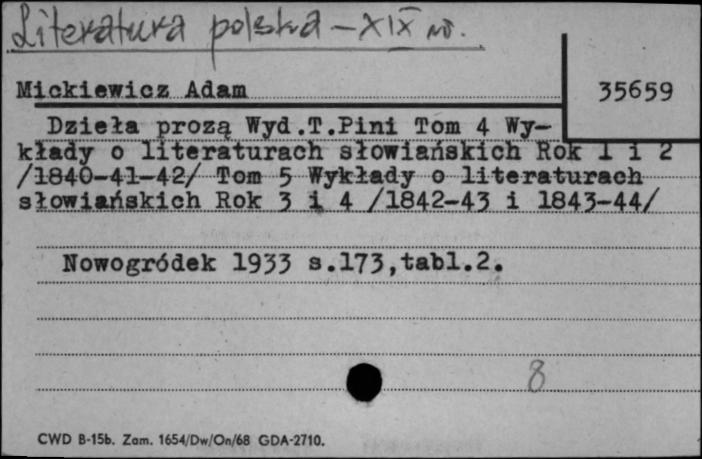 Literatura polska - XIX w.
Mickiewicz Adam
35659
Dzieła prozą Wyd.T.Pini Tom 4 Wy-
kłady o literaturach słowiańskich Rok 1 i 2
/1840-41-42/ Tom 5 Wykłady o literaturach
słowiańskich Rok 3 i 4 /1842-43 i 1843-44/
Nowogródek 1933 s.173,tabl.2.
8
CWD B-15b. Zam. 1654/Dw/On/68 GDA-2710.